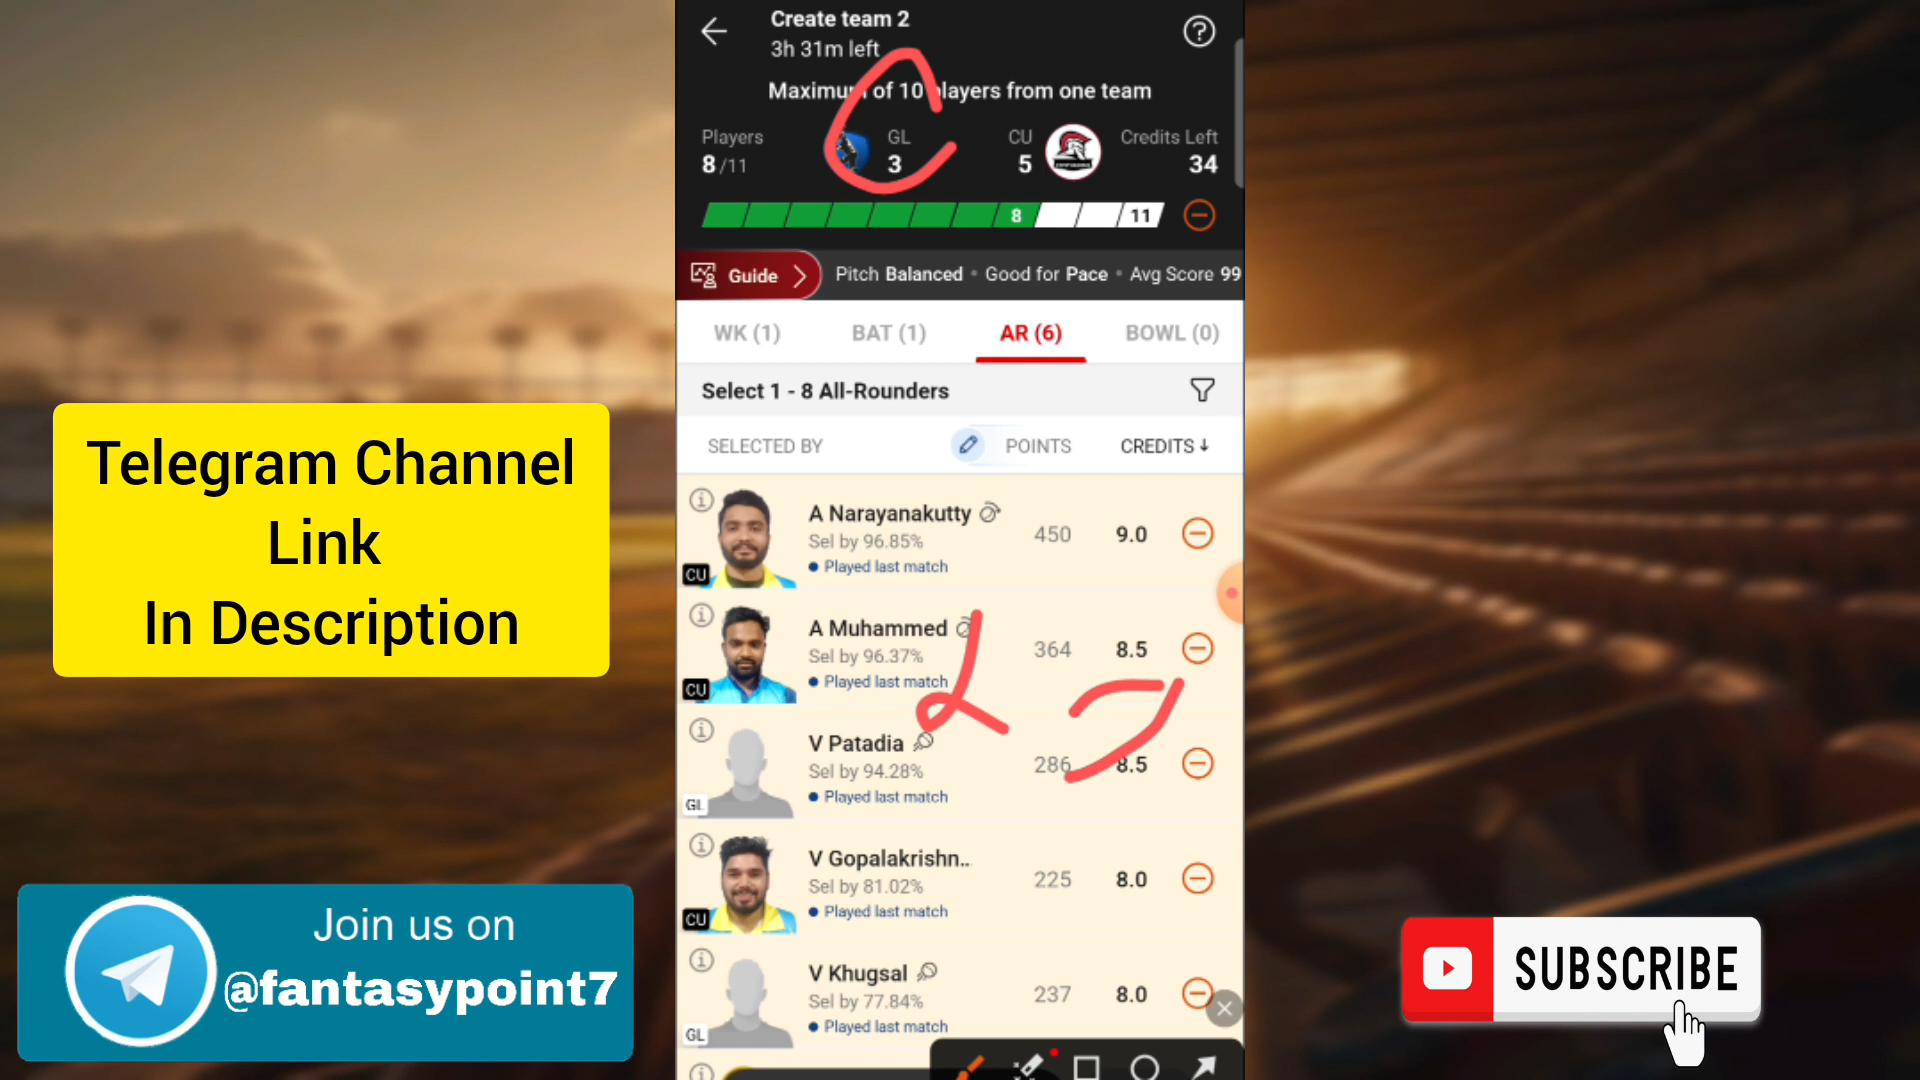 Create team 2
3h 31m left
Maximum of 10 players from one team
Players
8/11
GL
3
CU
5
Credits Left
34
8
11
Guide
Pitch Balanced • Good for Pace • Avg Score 99
WK (1)
BAT (1)
AR (6)
BOWL (0)
Select 1 - 8 All-Rounders
SELECTED BY
POINTS
CREDITS↓
A Narayanakutty
Sel by 96.85%
Played last match
CU
450
9.0
A Muhammed
Sel by 96.37%
Played last match
CU
364
8.5
V Patadia
Sel by 94.28%
Played last match
GL
286
8.5
V Gopalakrishn..
Sel by 81.02%
Played last match
CU
225
8.0
V Khugsal
Sel by 77.84%
Played last match
GL
237
8.0
Telegram Channel
Link
In Description
Join us on
@fantasypoint7
SUBSCRIBE